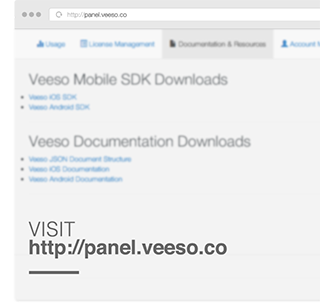 http://panel.veeso.co
Usage
License Management
Documentation & Resources
Account
Veeso Mobile SDK Downloads
Veeso iOS SDK
Veeso Android SDK
Veeso Documentation Downloads
Veeso JSON Document Structure
Veeso iOS Documentation
Veeso Android Documentation
VISIT
http://panel.veeso.co